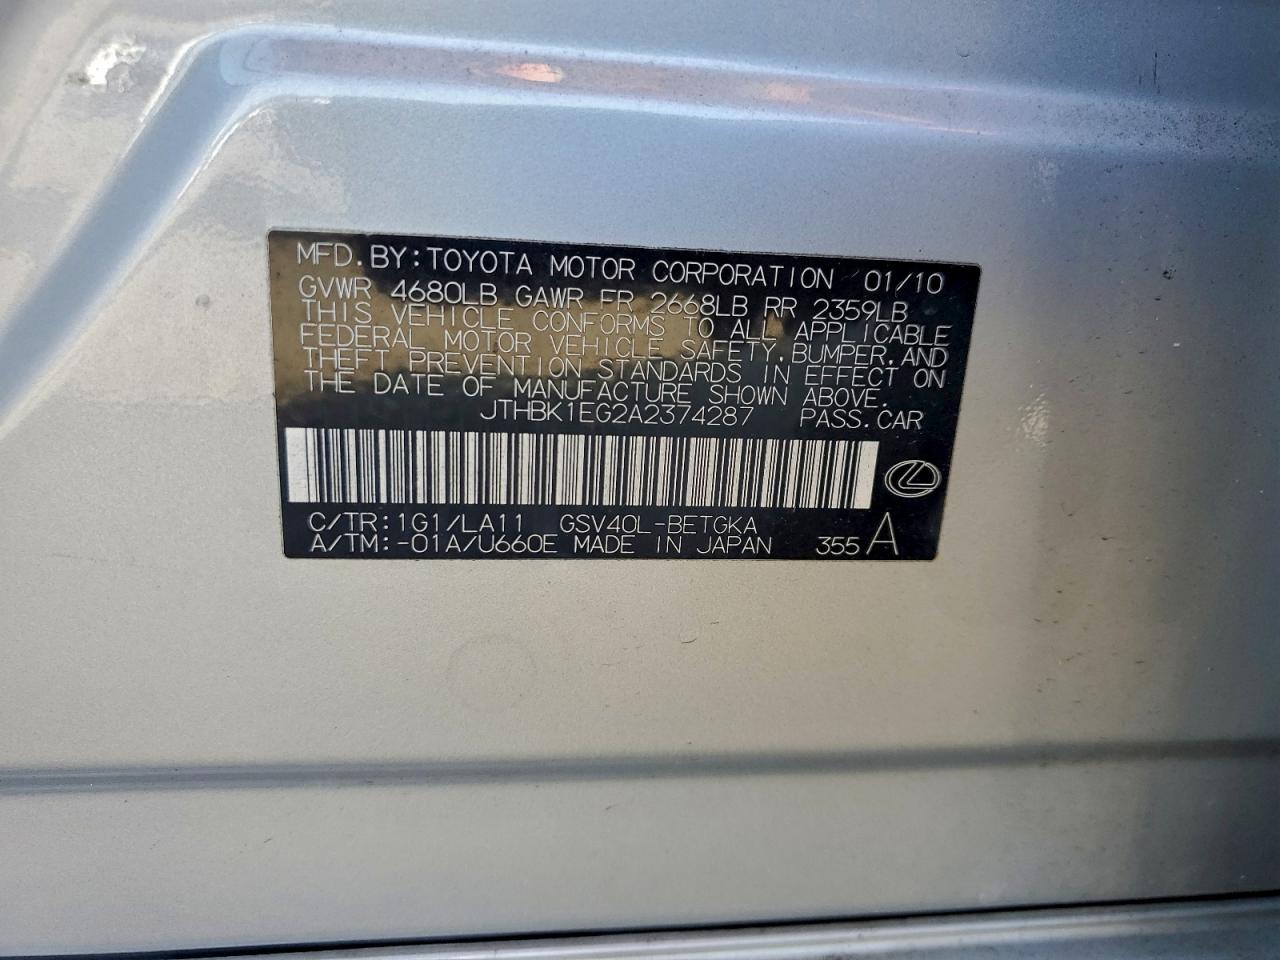 MFD.BY:TOYOTA MOTOR CORPORATION 01/10
GVWR 4680LB GAWR FR 2668LB RR 2359LB
THIS VEHICLE CONFORMS TO ALL APPLICABLE
FEDERAL MOTOR VEHICLE SAFETY,BUMPER,AND
THEFT PREVENTION STANDARDS IN EFFECT ON
THE DATE OF MANUFACTURE SHOWN ABOVE.
JTHBK1EG2A2374287 PASS.CAR
C/TR:1G1/LA11 GSV40L-BETGKA
A/TM:-01A/U660E MADE IN JAPAN 355 A